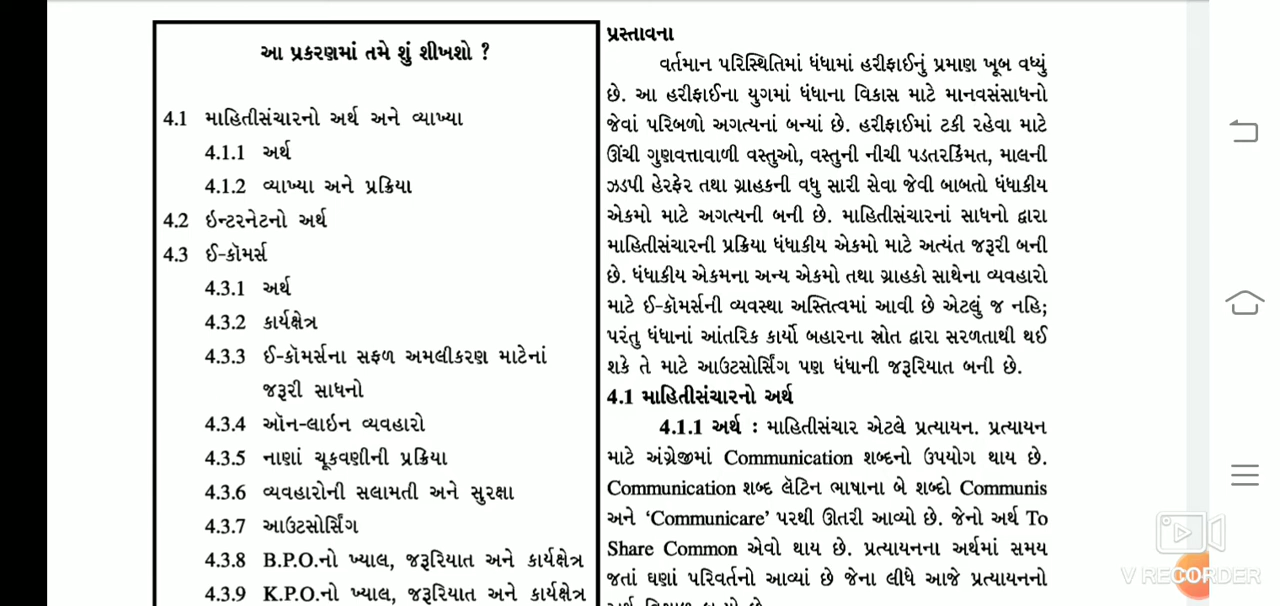 આ પ્રકરણમાં તમે શું શીખશો ?
4.1 માહિતીસંચારનો અર્થ અને વ્યાખ્યા
4.1.1 અર્થ
4.1.2 વ્યાખ્યા અને પ્રક્રિયા
4.2 ઇન્ટરનેટનો અર્થ
4.3 ઈ-કૉમર્સ
4.3.1 અર્થ
4.3.2 કાર્યક્ષેત્ર
4.3.3 ઈ-કૉમર્સના સફળ અમલીકરણ માટેનાં
જરૂરી સાધનો
4.3.4 ઑન-લાઇન વ્યવહારો
4.3.5 નાણાં ચૂકવણીની પ્રક્રિયા
4.3.6 વ્યવહારોની સલામતી અને સુરક્ષા
4.3.7 આઉટસોર્સિંગ
4.3.8 B.P.O.નો ખ્યાલ, જરૂરિયાત અને કાર્યક્ષેત્ર
4.3.9 K.P.O.નો ખ્યાલ, જરૂરિયાત અને કાર્યક્ષેત્ર
પ્રસ્તાવના
વર્તમાન પરિસ્થિતિમાં ધંધામાં હરીફાઈનું પ્રમાણ ખૂબ વધ્યું
છે. આ હરીફાઈના યુગમાં ધંધાના વિકાસ માટે માનવસંસાધનો
જેવાં પરિબળો અગત્યનાં બન્યાં છે. હરીફાઈમાં ટકી રહેવા માટે
ઊંચી ગુણવત્તાવાળી વસ્તુઓ, વસ્તુની નીચી પડતરકિંમત, માલની
ઝડપી હેરફેર તથા ગ્રાહકની વધુ સારી સેવા જેવી બાબતો ધંધાકીય
એકમો માટે અગત્યની બની છે. માહિતીસંચારનાં સાધનો દ્વારા
માહિતીસંચારની પ્રક્રિયા ધંધાકીય એકમો માટે અત્યંત જરૂરી બની
છે. ધંધાકીય એકમના અન્ય એકમો તથા ગ્રાહકો સાથેના વ્યવહારો
માટે ઈ-કૉમર્સની વ્યવસ્થા અસ્તિત્વમાં આવી છે એટલું જ નહિ;
પરંતુ ધંધાનાં આંતરિક કાર્યો બહારના સ્રોત દ્વારા સરળતાથી થઈ
શકે તે માટે આઉટસોર્સિંગ પણ ધંધાની જરૂરિયાત બની છે.
4.1 માહિતીસંચારનો અર્થ
4.1.1 અર્થ : માહિતીસંચાર એટલે પ્રત્યાયન. પ્રત્યાયન
માટે અંગ્રેજીમાં Communication શબ્દનો ઉપયોગ થાય છે.
Communication શબ્દ લૅટિન ભાષાના બે શબ્દો Communis
અને ‘Communicare’ પરથી ઊતરી આવ્યો છે. જેનો અર્થ To
Share Common એવો થાય છે. પ્રત્યાયનના અર્થમાં સમય
જતાં ઘણાં પરિવર્તનો આવ્યાં છે જેના લીધે આજે પ્રત્યાયનનો
V RECORDER